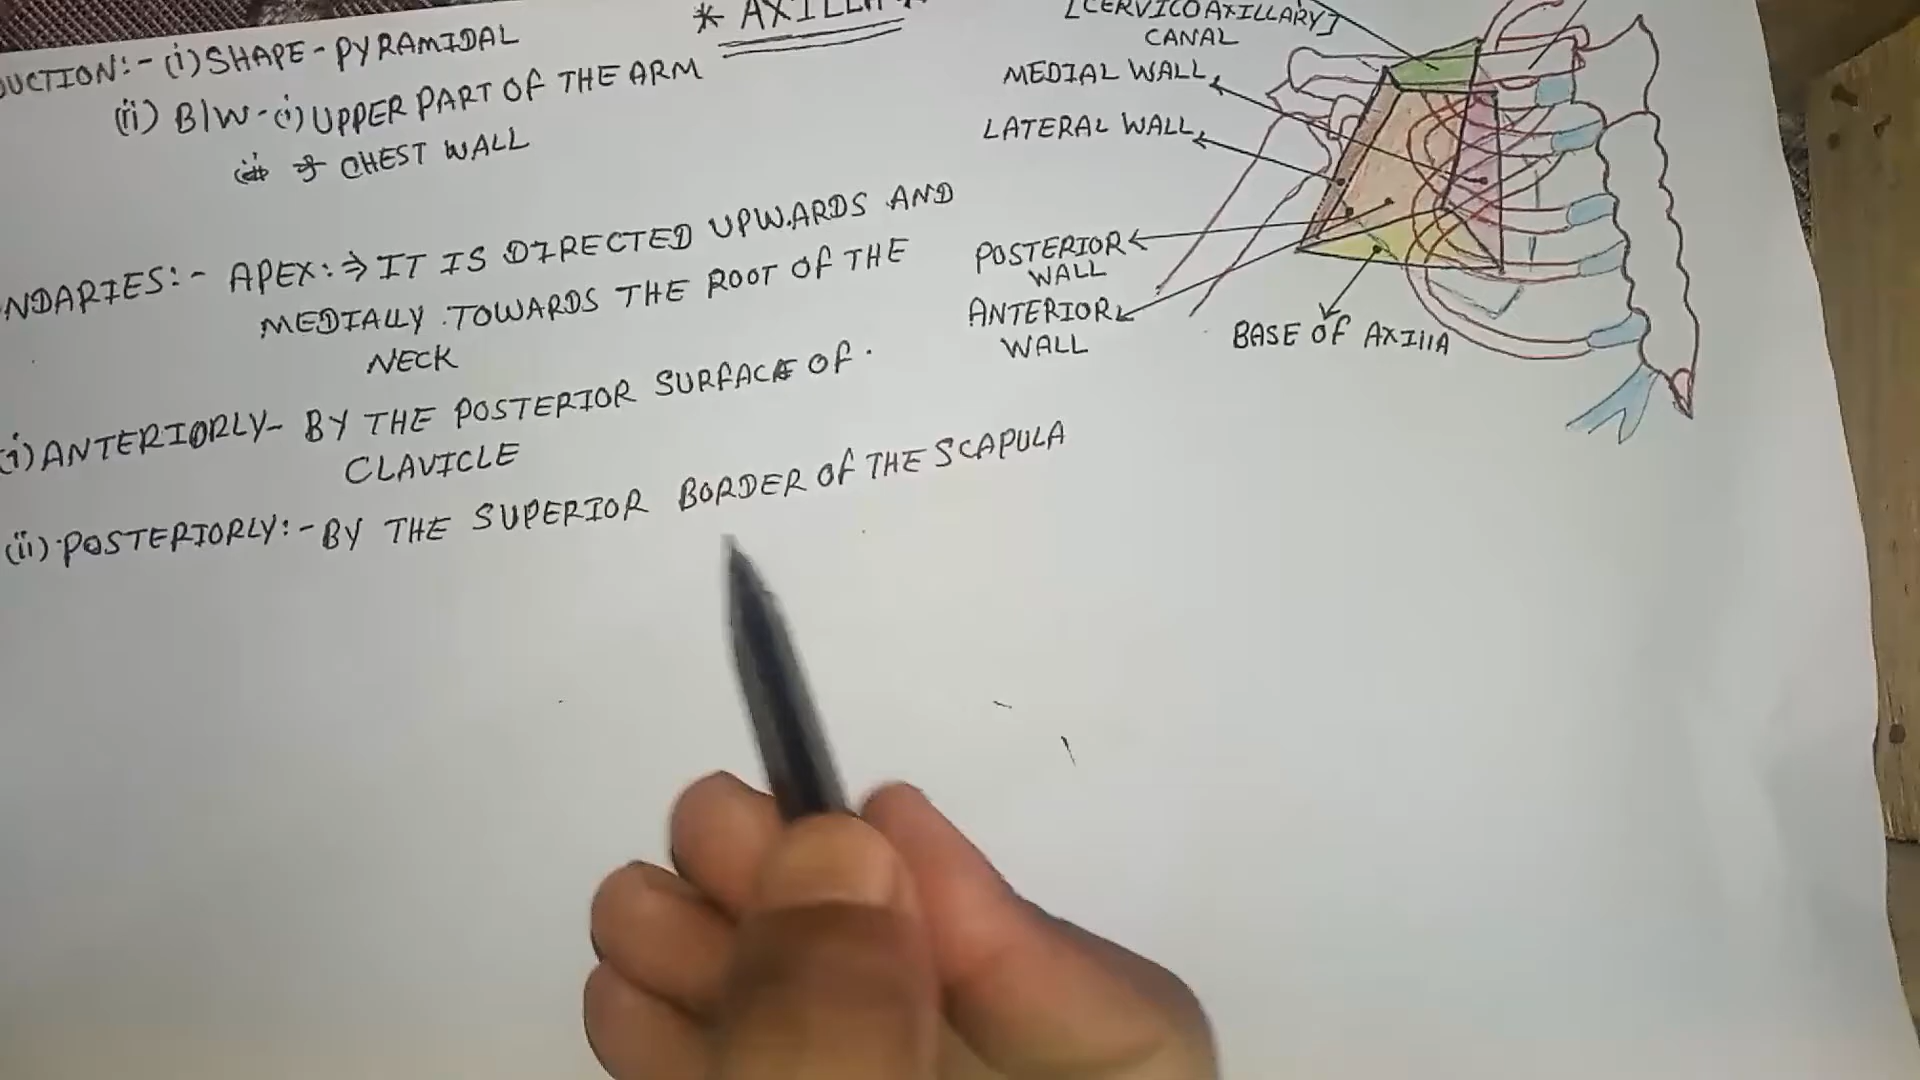 * AXILLA *
DUCTION:- (i) SHAPE - PYRAMIDAL
(ii) B/W - (i) UPPER PART OF THE ARM
CHEST WALL
NDARIES:- APEX:⇒ IT IS DIRECTED UPWARDS AND
MEDIALLY TOWARDS THE ROOT OF THE
NECK
(i) ANTERIORLY- BY THE POSTERIOR SURFACE OF
CLAVICLE
(ii) POSTERIORLY:- BY THE SUPERIOR BORDER OF THE SCAPULA
[CERVICOAXILLARY]
CANAL
MEDIAL WALL
LATERAL WALL
POSTERIOR
WALL
ANTERIOR
WALL
BASE OF AXIllA